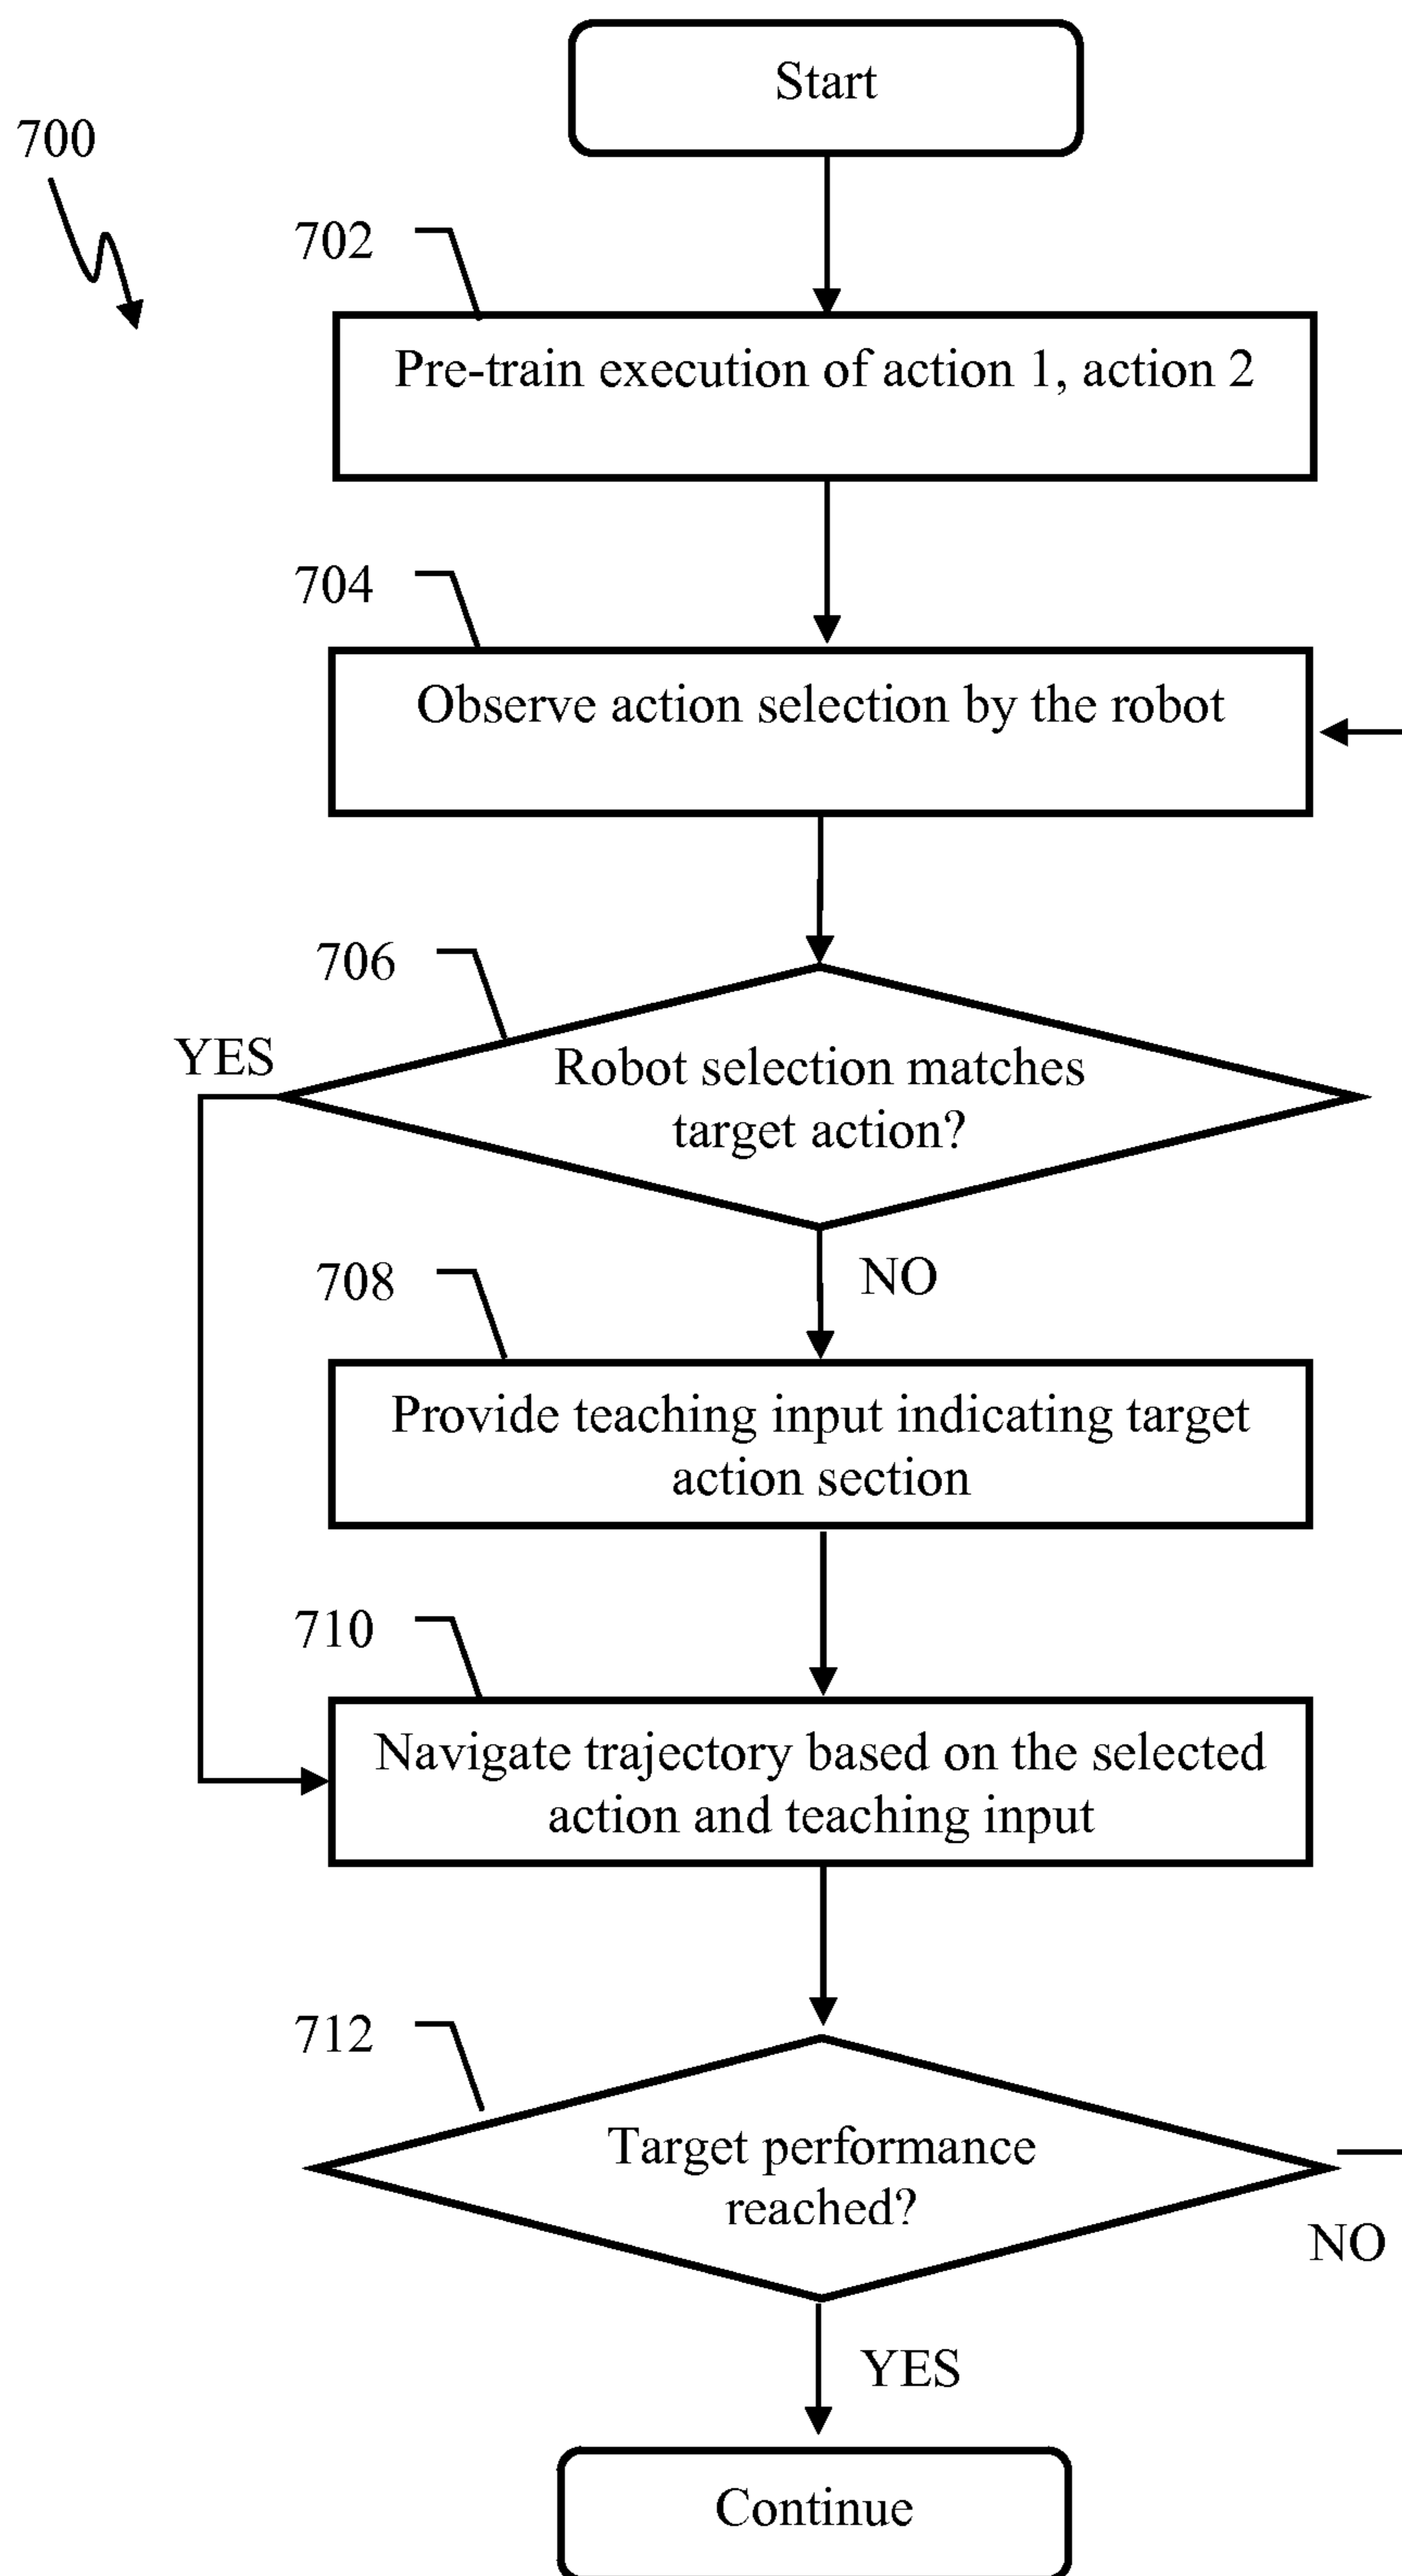 Start
700
702
Pre-train execution of action 1, action 2
704
Observe action selection by the robot
706
YES
Robot selection matches
target action?
NO
708
Provide teaching input indicating target
action section
710
Navigate trajectory based on the selected
action and teaching input
712
Target performance
reached?
NO
YES
Continue